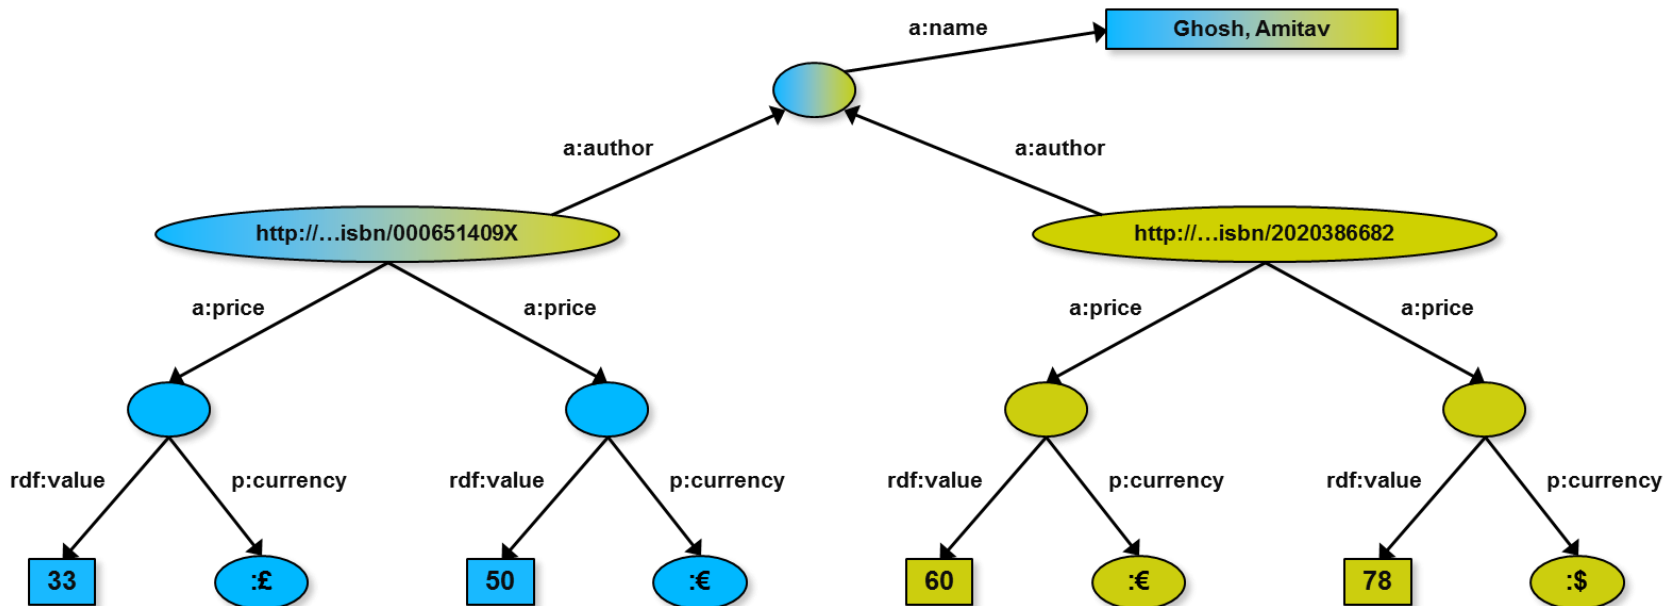 a:name
Ghosh, Amitav
a:author
a:author
http://…isbn/000651409X
http://…isbn/2020386682
a:price
a:price
a:price
a:price
rdf:value
p:currency
rdf:value
p:currency
rdf:value
p:currency
rdf:value
p:currency
33
:£
50
:€
60
:€
78
:$